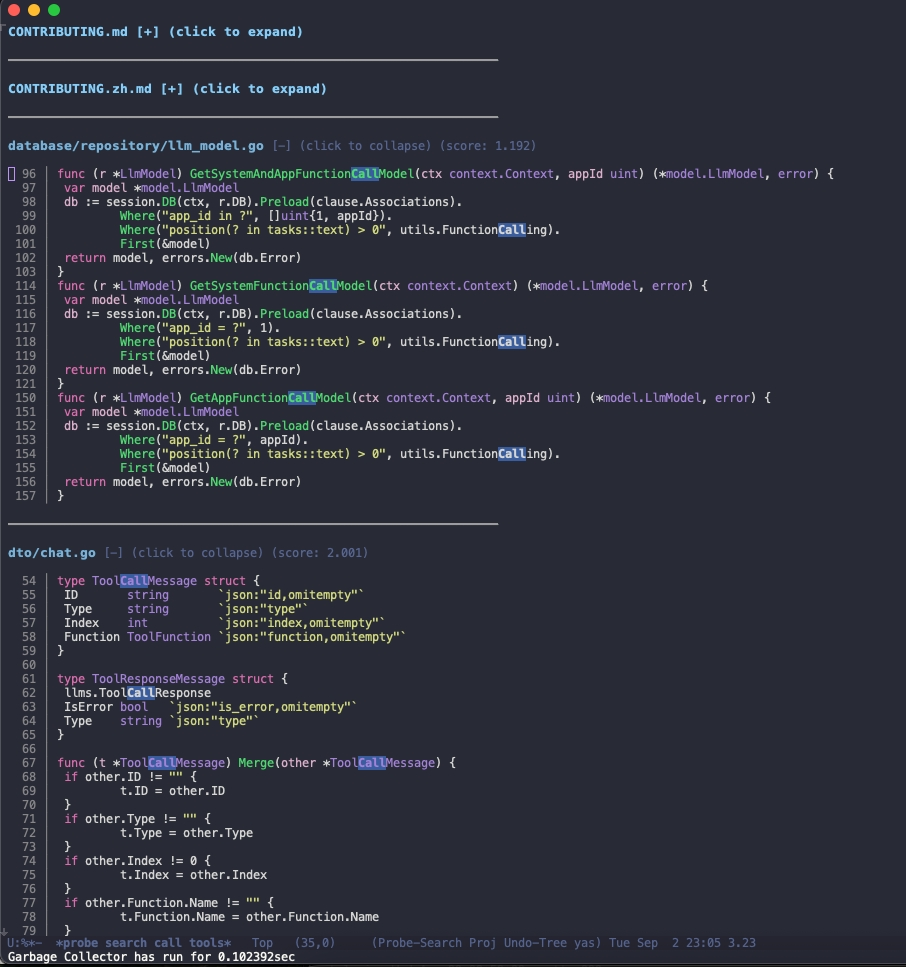 CONTRIBUTING.md [+] (click to expand)
CONTRIBUTING.zh.md [+] (click to expand)
database/repository/llm_model.go [-] (click to collapse) (score: 1.192)
96 | func (r *LlmModel) GetSystemAndAppFunctionCallModel(ctx context.Context, appId uint) (*model.LlmModel, error) {
97 | var model *model.LlmModel
98 | db := session.DB(ctx, r.DB).Preload(clause.Associations).
99 | Where("app_id in ?", []uint{1, appId}).
100 | Where("position(? in tasks::text) > 0", utils.FunctionCalling).
101 | First(&model)
102 | return model, errors.New(db.Error)
103 | }
114 | func (r *LlmModel) GetSystemFunctionCallModel(ctx context.Context) (*model.LlmModel, error) {
115 | var model *model.LlmModel
116 | db := session.DB(ctx, r.DB).Preload(clause.Associations).
117 | Where("app_id = ?", 1).
118 | Where("position(? in tasks::text) > 0", utils.FunctionCalling).
119 | First(&model)
120 | return model, errors.New(db.Error)
121 | }
150 | func (r *LlmModel) GetAppFunctionCallModel(ctx context.Context, appId uint) (*model.LlmModel, error) {
151 | var model *model.LlmModel
152 | db := session.DB(ctx, r.DB).Preload(clause.Associations).
153 | Where("app_id = ?", appId).
154 | Where("position(? in tasks::text) > 0", utils.FunctionCalling).
155 | First(&model)
156 | return model, errors.New(db.Error)
157 | }
dto/chat.go [-] (click to collapse) (score: 2.001)
54 | type ToolCallMessage struct {
55 | ID string `json:"id,omitempty"`
56 | Type string `json:"type"`
57 | Index int `json:"index,omitempty"`
58 | Function ToolFunction `json:"function,omitempty"`
59 | }
60 |
61 | type ToolResponseMessage struct {
62 | llms.ToolCallResponse
63 | IsError bool `json:"is_error,omitempty"`
64 | Type string `json:"type"`
65 | }
66 |
67 | func (t *ToolCallMessage) Merge(other *ToolCallMessage) {
68 | if other.ID != "" {
69 | t.ID = other.ID
70 | }
71 | if other.Type != "" {
72 | t.Type = other.Type
73 | }
74 | if other.Index != 0 {
75 | t.Index = other.Index
76 | }
77 | if other.Function.Name != "" {
78 | t.Function.Name = other.Function.Name
79 | }
U:%*- *probe search call tools* Top (35,0) (Probe-Search Proj Undo-Tree yas) Tue Sep 2 23:05 3.23
Garbage Collector has run for 0.102392sec